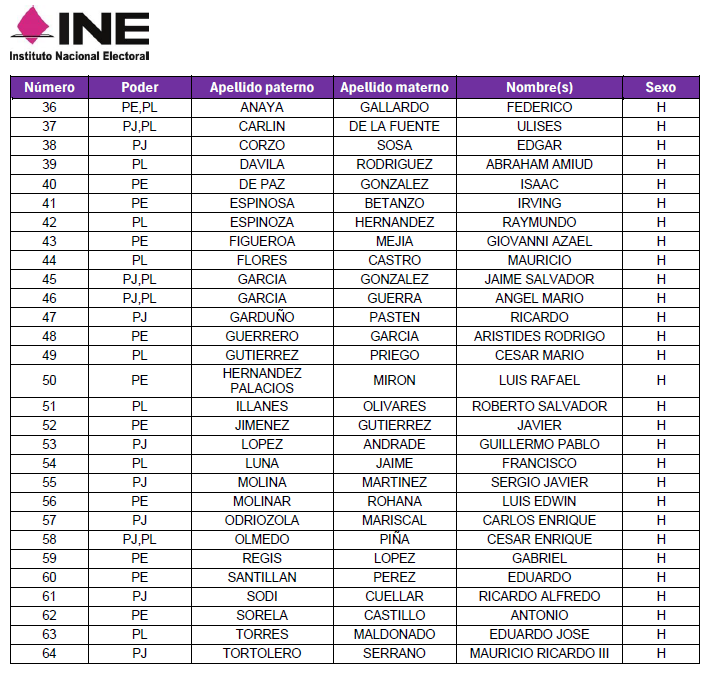 INE
Instituto Nacional Electoral
Número Poder Apellido paterno Apellido materno Nombre(s) Sexo
36 PE,PL ANAYA GALLARDO FEDERICO H
37 PJ,PL CARLIN DE LA FUENTE ULISES H
38 PJ CORZO SOSA EDGAR H
39 PL DAVILA RODRIGUEZ ABRAHAM AMIUD H
40 PE DE PAZ GONZALEZ ISAAC H
41 PE ESPINOSA BETANZO IRVING H
42 PL ESPINOZA HERNANDEZ RAYMUNDO H
43 PE FIGUEROA MEJIA GIOVANNI AZAEL H
44 PL FLORES CASTRO MAURICIO H
45 PJ,PL GARCIA GONZALEZ JAIME SALVADOR H
46 PJ,PL GARCIA GUERRA ANGEL MARIO H
47 PJ GARDUÑO PASTEN RICARDO H
48 PE GUERRERO GARCIA ARISTIDES RODRIGO H
49 PL GUTIERREZ PRIEGO CESAR MARIO H
50 PE HERNANDEZ PALACIOS MIRON LUIS RAFAEL H
51 PL ILLANES OLIVARES ROBERTO SALVADOR H
52 PE JIMENEZ GUTIERREZ JAVIER H
53 PJ LOPEZ ANDRADE GUILLERMO PABLO H
54 PL LUNA JAIME FRANCISCO H
55 PJ MOLINA MARTINEZ SERGIO JAVIER H
56 PE MOLINAR ROHANA LUIS EDWIN H
57 PJ ODRIOZOLA MARISCAL CARLOS ENRIQUE H
58 PJ,PL OLMEDO PIÑA CESAR ENRIQUE H
59 PE REGIS LOPEZ GABRIEL H
60 PE SANTILLAN PEREZ EDUARDO H
61 PJ SODI CUELLAR RICARDO ALFREDO H
62 PE SORELA CASTILLO ANTONIO H
63 PL TORRES MALDONADO EDUARDO JOSE H
64 PJ TORTOLERO SERRANO MAURICIO RICARDO III H